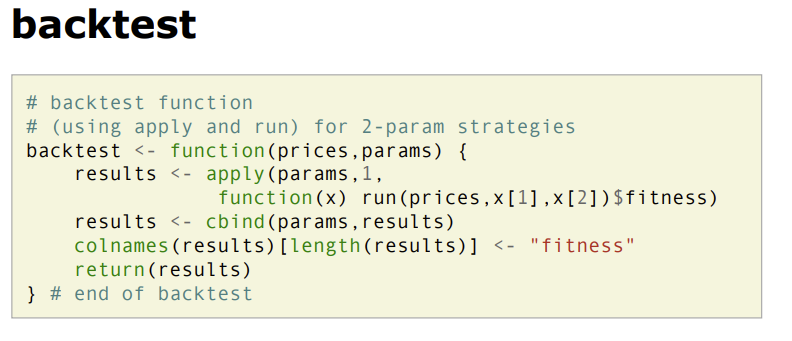 backtest
# backtest function
# (using apply and run) for 2-param strategies
backtest <- function(prices,params) {
    results <- apply(params,1,
                function(x) run(prices,x[1],x[2])$fitness)
    results <- cbind(params,results)
    colnames(results)[length(results)] <- "fitness"
    return(results)
} # end of backtest